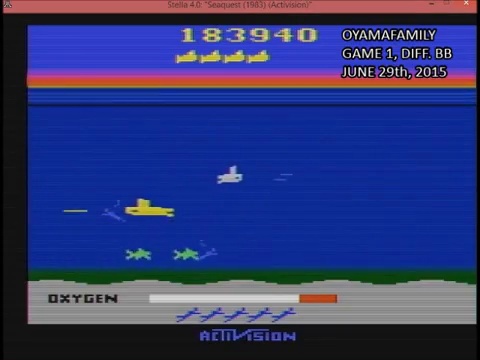 Stella 4.0: "Seaquest (1983) (Activision)"
183940
OYAMAFAMILY
GAME 1, DIFF. BB
JUNE 29th, 2015
OXYGEN
ACTIVISION